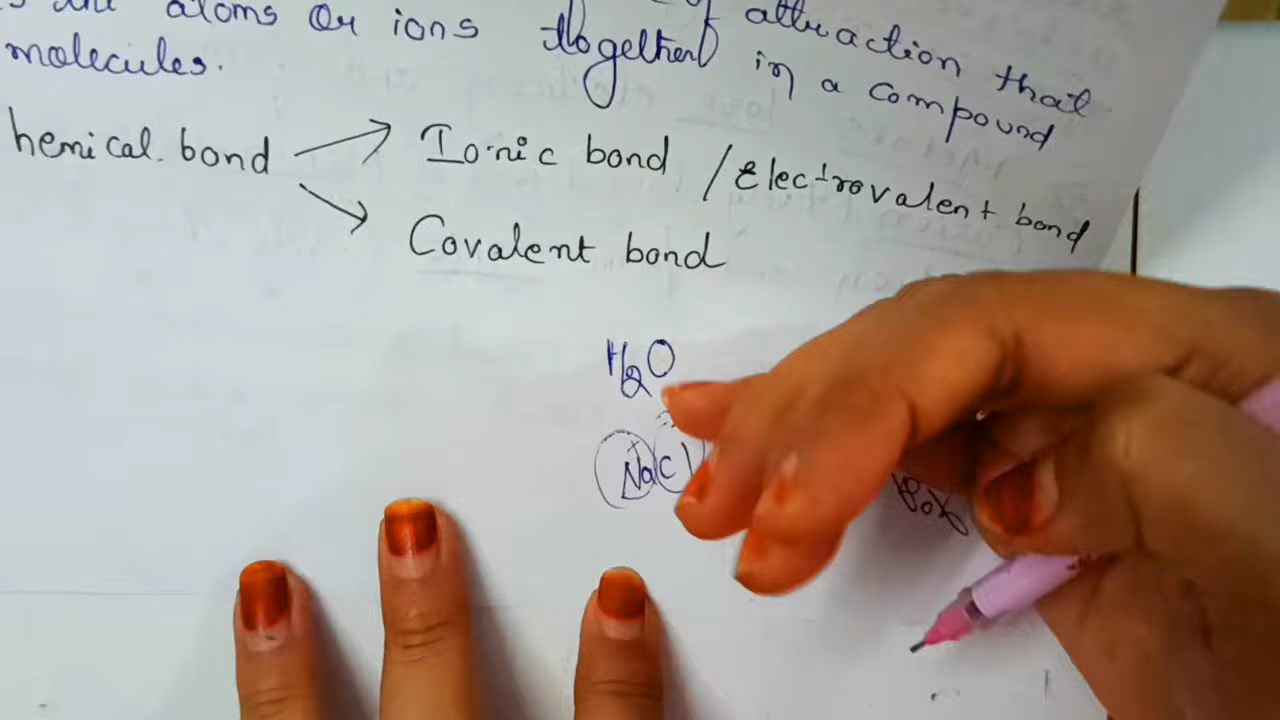 atoms or ions together in a compound
of attraction that
molecules.
hemical bond Ionic bond / Electrovalent bond
Covalent bond
H2O
NaCl